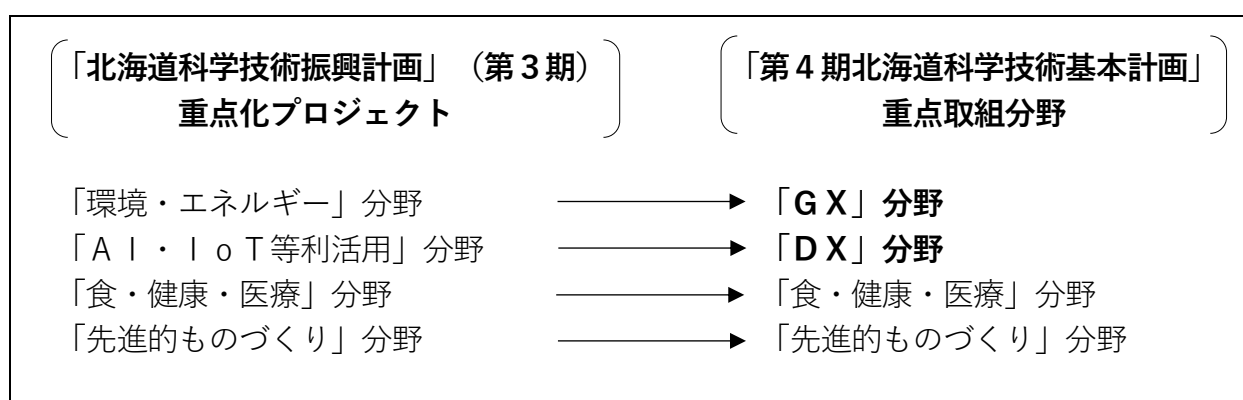 「北海道科学技術振興計画」（第３期）
重点化プロジェクト
「第４期北海道科学技術基本計画」
重点取組分野
「環境・エネルギー」分野 → 「ＧＸ」分野
「ＡＩ・ＩｏＴ等利活用」分野 → 「ＤＸ」分野
「食・健康・医療」分野 → 「食・健康・医療」分野
「先進的ものづくり」分野 → 「先進的ものづくり」分野